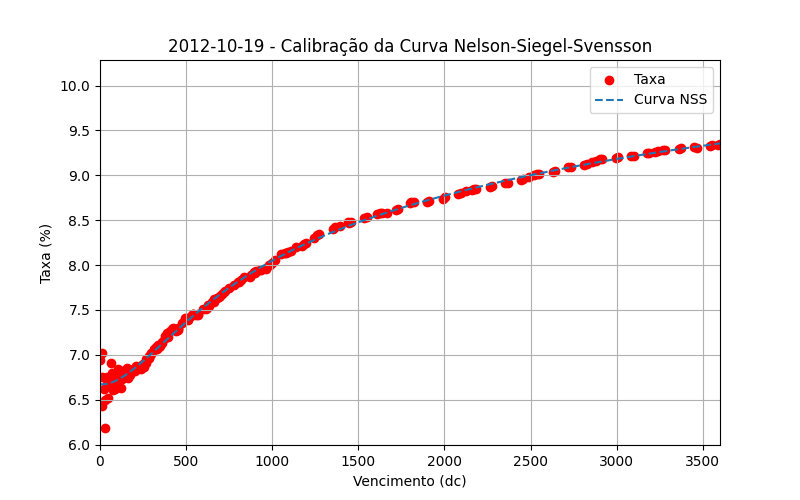 2012-10-19 - Calibração da Curva Nelson-Siegel-Svensson
Taxa
Curva NSS
Taxa (%)
10.0
9.5
9.0
8.5
8.0
7.5
7.0
6.5
6.0
0 500 1000 1500 2000 2500 3000 3500
Vencimento (dc)